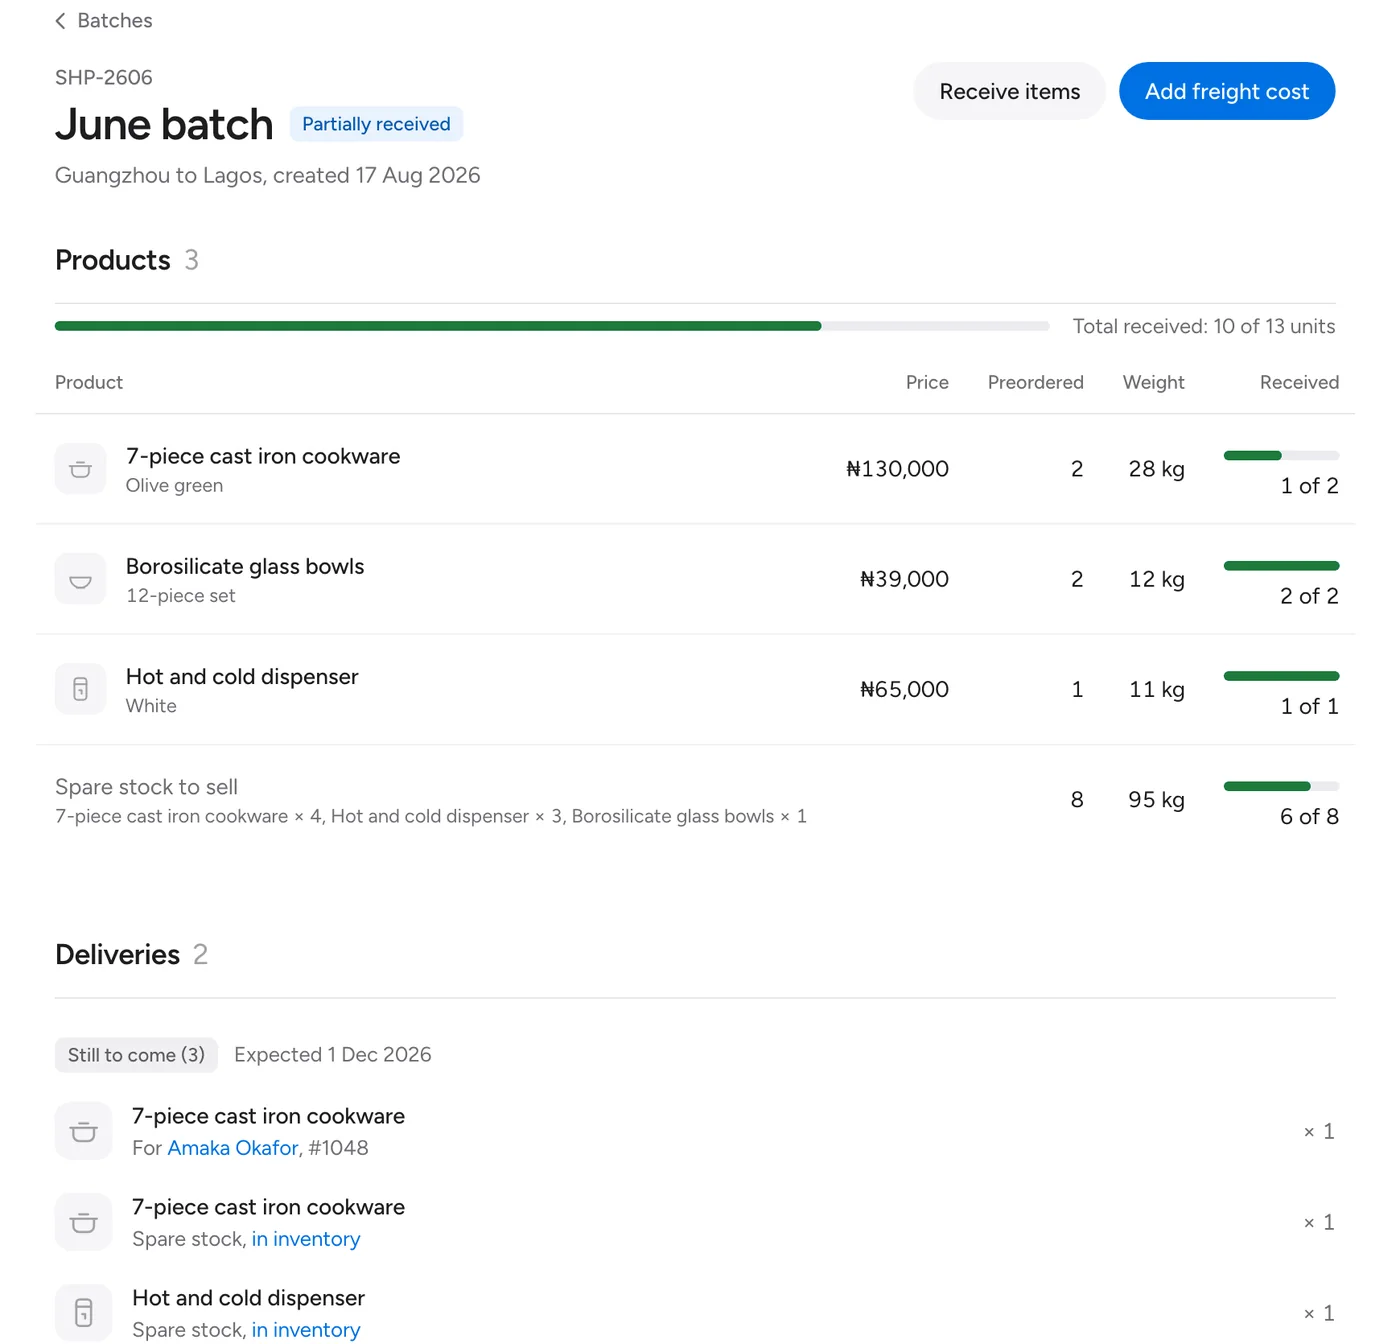 Batches
SHP-2606
June batch
Partially received
Guangzhou to Lagos, created 17 Aug 2026
Receive items
Add freight cost
Products 3
Total received: 10 of 13 units
Product Price Preordered Weight Received
7-piece cast iron cookware
Olive green
₦130,000 2 28 kg 1 of 2
Borosilicate glass bowls
12-piece set
₦39,000 2 12 kg 2 of 2
Hot and cold dispenser
White
₦65,000 1 11 kg 1 of 1
Spare stock to sell
7-piece cast iron cookware × 4, Hot and cold dispenser × 3, Borosilicate glass bowls × 1
8 95 kg 6 of 8
Deliveries 2
Still to come (3) Expected 1 Dec 2026
7-piece cast iron cookware
For Amaka Okafor, #1048
× 1
7-piece cast iron cookware
Spare stock, in inventory
× 1
Hot and cold dispenser
Spare stock, in inventory
× 1